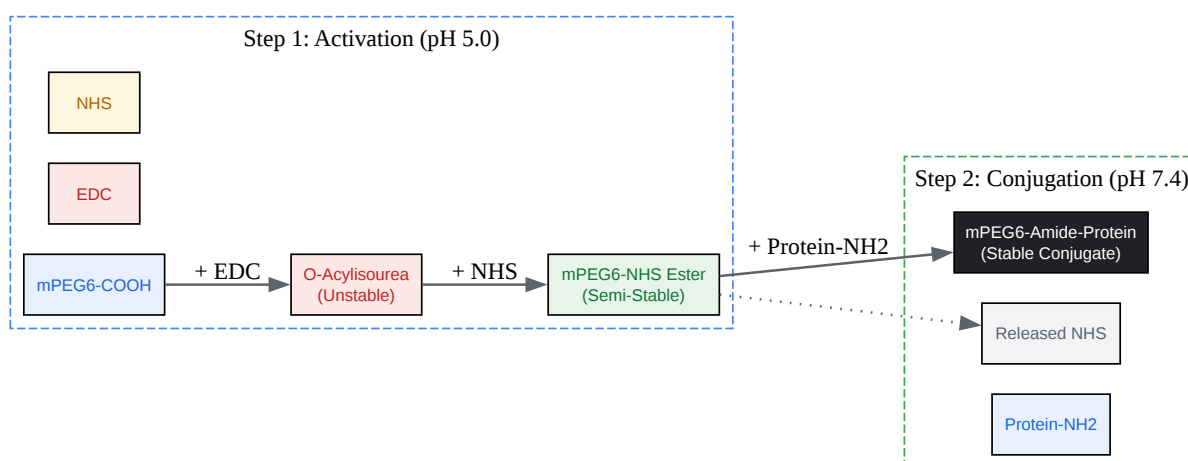 Step 1: Activation (pH 5.0)
NHS
EDC
mPEG6-COOH
+ EDC
O-Acylisourea
(Unstable)
+ NHS
mPEG6-NHS Ester
(Semi-Stable)
+ Protein-NH2
Step 2: Conjugation (pH 7.4)
mPEG6-Amide-Protein
(Stable Conjugate)
Released NHS
Protein-NH2